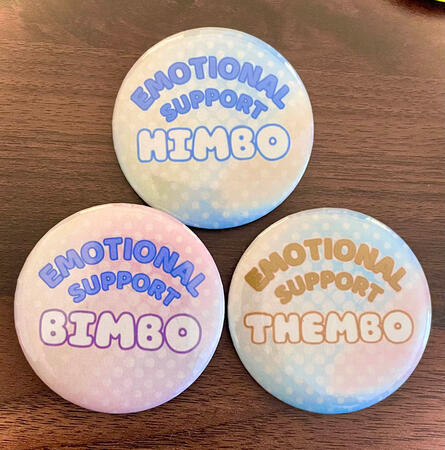 EMOTIONAL
SUPPORT
HIMBO
EMOTIONAL
SUPPORT
BIMBO
EMOTIONAL
SUPPORT
THEMBO